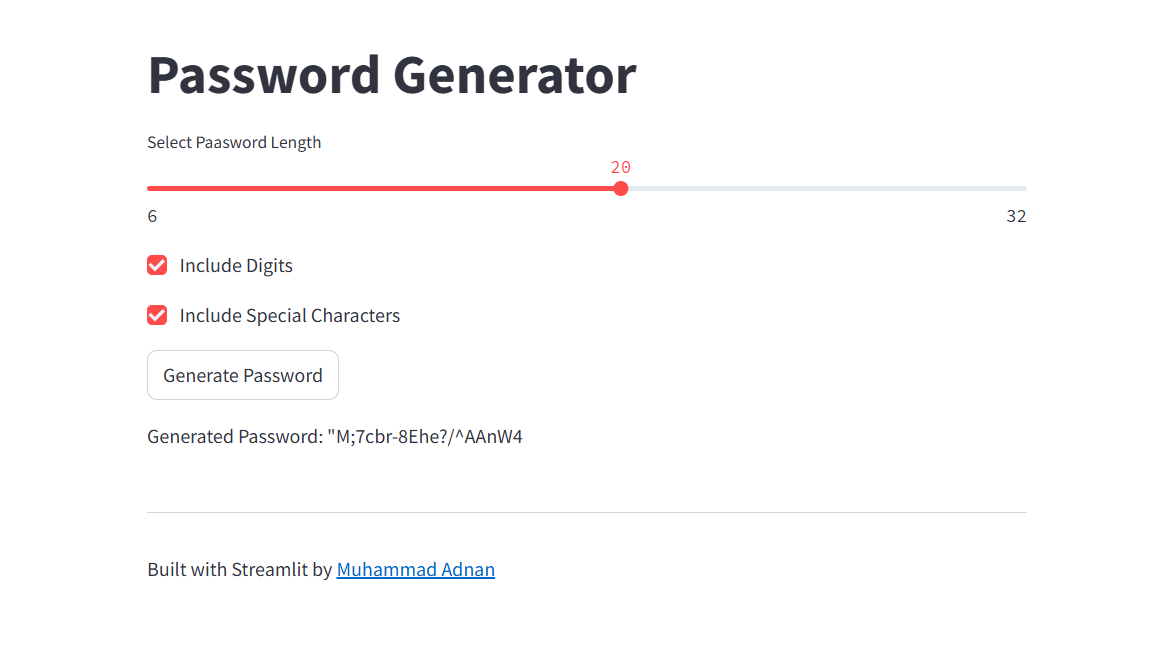 Password Generator
Select Paasword Length
20
6 32
Include Digits
Include Special Characters
Generate Password
Generated Password: "M;7cbr-8Ehe?/^AAnW4
Built with Streamlit by Muhammad Adnan